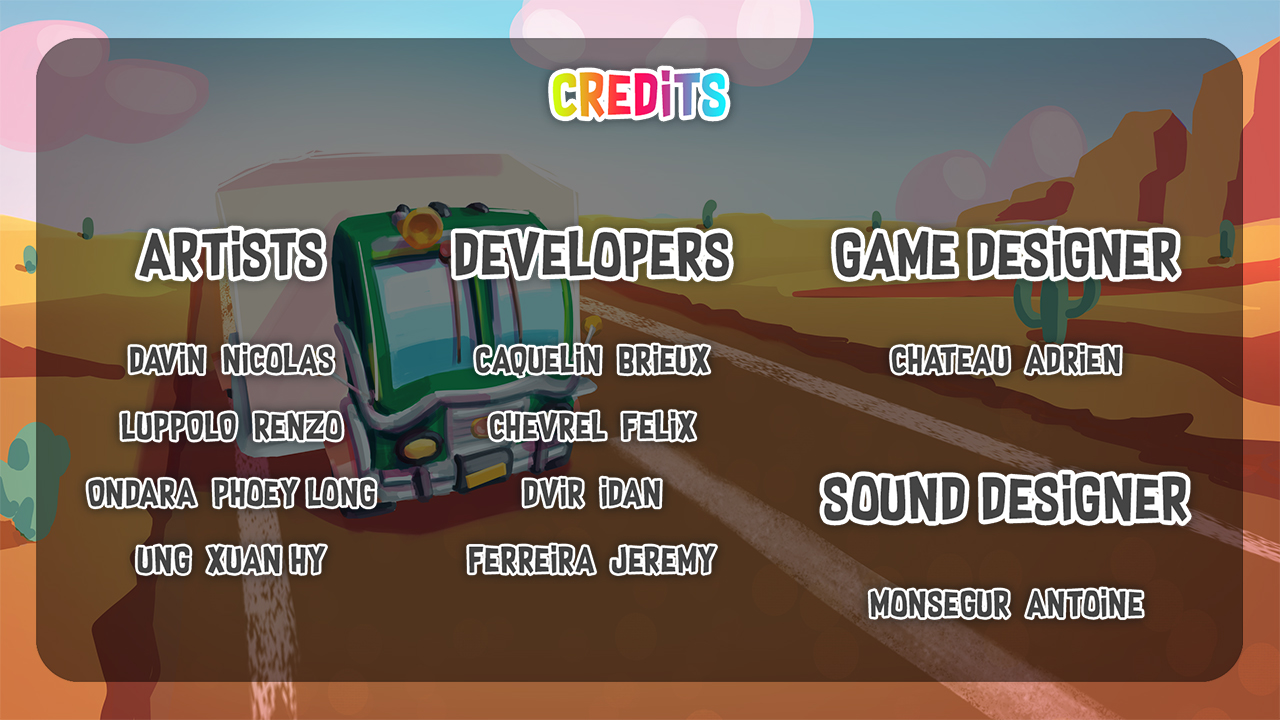 CREDiTS
ARTiSTS
DAViN NiCOLAS
LUPPOLO RENZO
ONDARA PHOEY LONG
UNG XUAN HY
DEVELOPERS
CAQUELiN BRiEUX
CHEVREL FELiX
DViR iDAN
FERREiRA JEREMY
GAME DESiGNER
CHATEAU ADRiEN
SOUND DESiGNER
MONSEGUR ANTOiNE